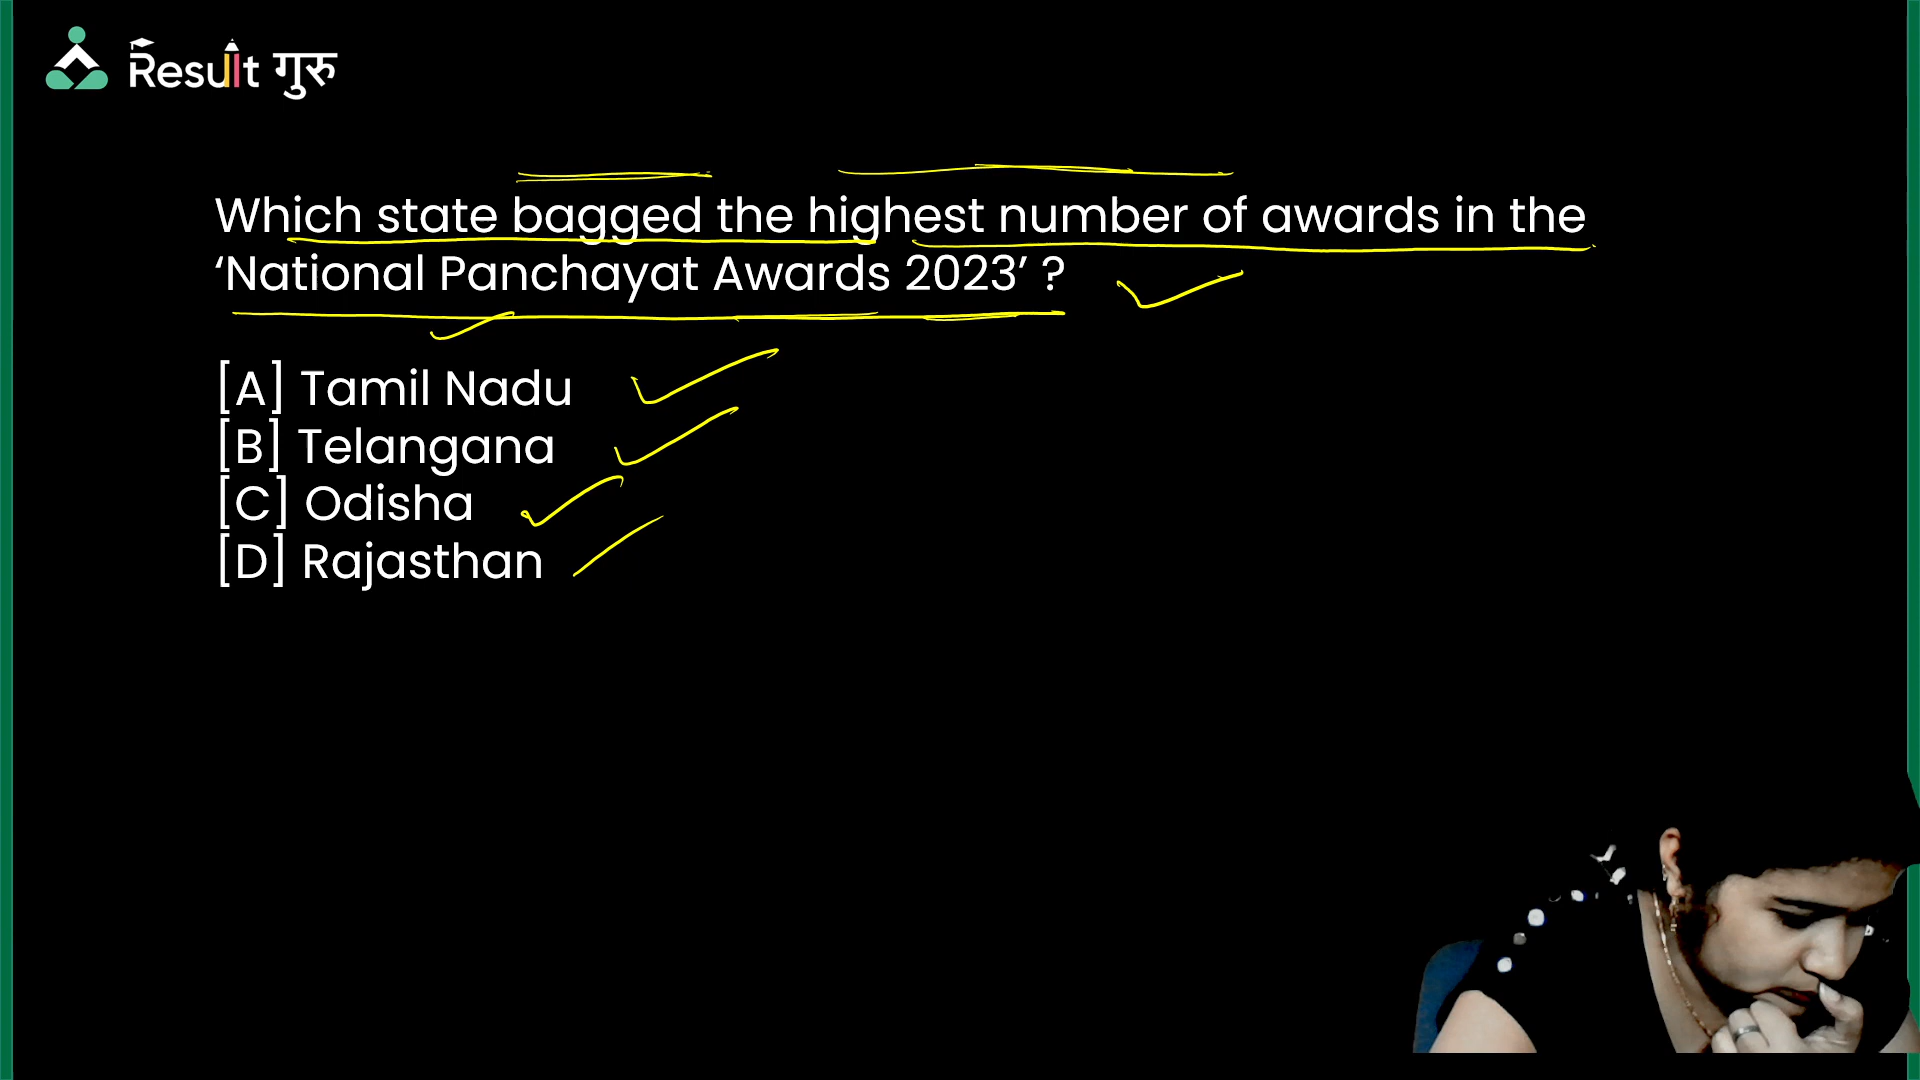 Result गुरु
Which state bagged the highest number of awards in the
‘National Panchayat Awards 2023’ ?
[A] Tamil Nadu
[B] Telangana
[C] Odisha
[D] Rajasthan